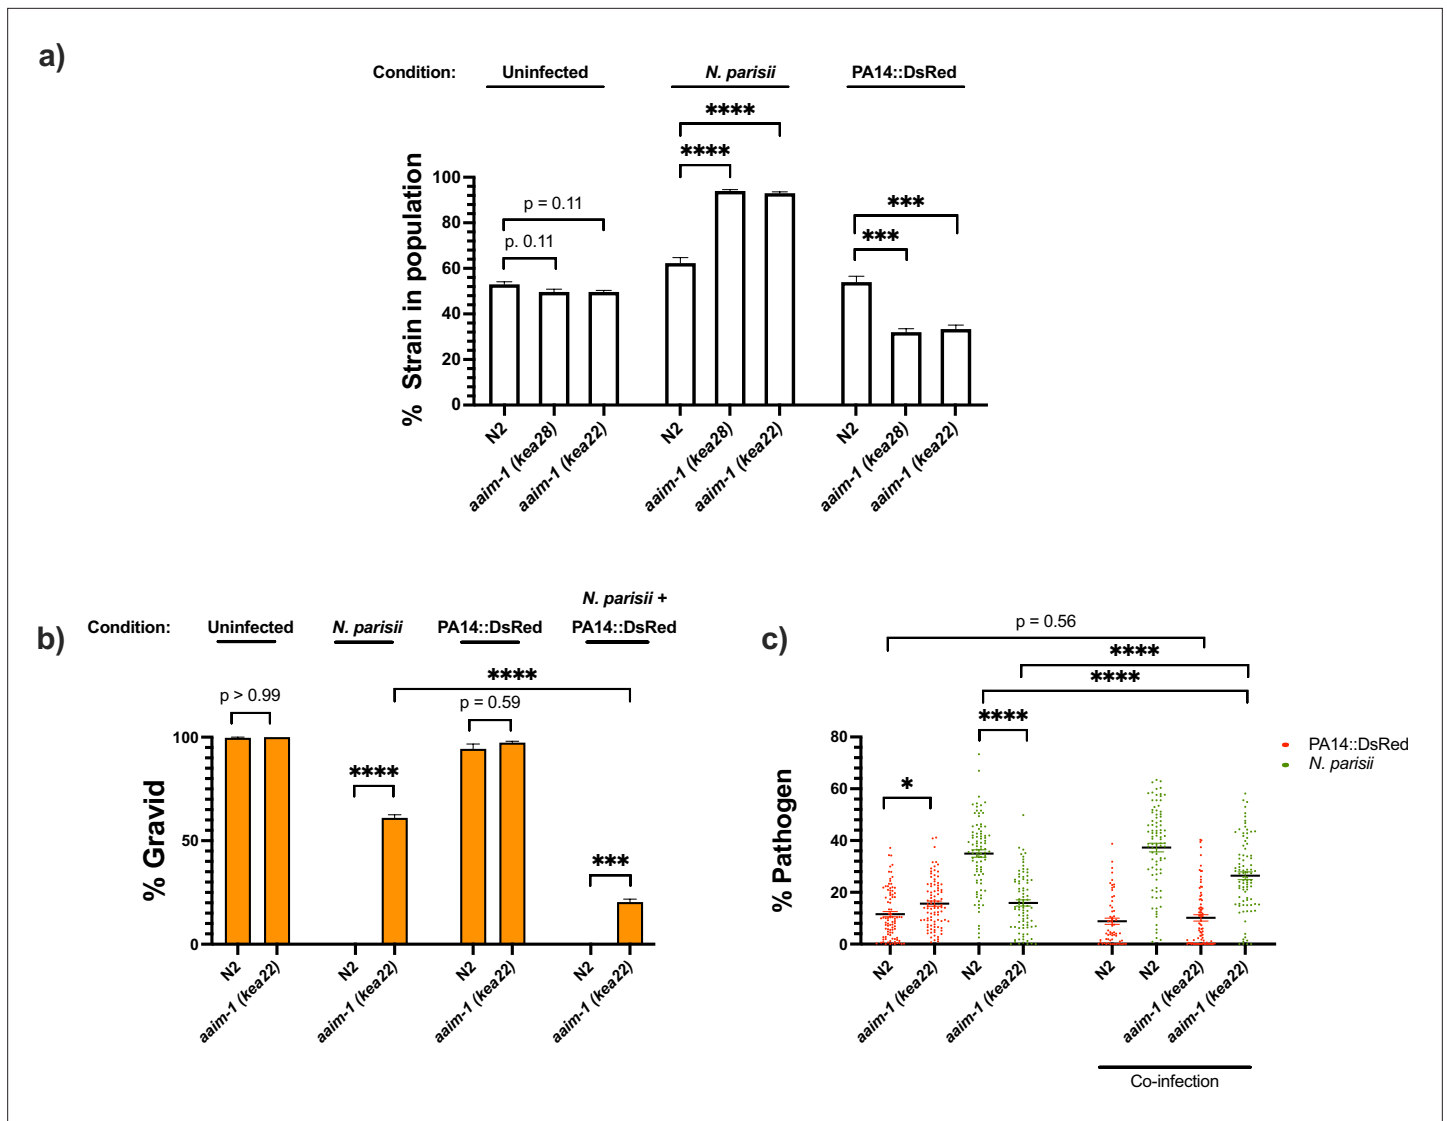 a)
Condition: Uninfected N. parisii PA14::DsRed
****
****
p = 0.11
p. 0.11
***
***
% Strain in population
100
80
60
40
20
0
N2
aaim-1 (kea28)
aaim-1 (kea22)
N2
aaim-1 (kea28)
aaim-1 (kea22)
N2
aaim-1 (kea28)
aaim-1 (kea22)
b)
Condition: Uninfected N. parisii PA14::DsRed N. parisii +
PA14::DsRed
****
p > 0.99
p = 0.59
****
***
% Gravid
100
50
0
N2
aaim-1 (kea22)
N2
aaim-1 (kea22)
N2
aaim-1 (kea22)
N2
aaim-1 (kea22)
c)
p = 0.56
****
****
****
*
% Pathogen
80
60
40
20
0
PA14::DsRed
N. parisii
N2
aaim-1 (kea22)
N2
aaim-1 (kea22)
N2
N2
aaim-1 (kea22)
aaim-1 (kea22)
Co-infection